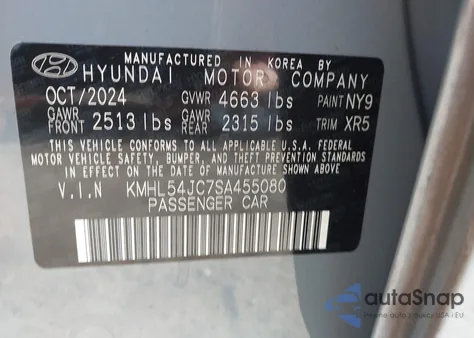 MANUFACTURED IN KOREA BY
HYUNDAI MOTOR COMPANY
OCT/2024 GVWR 4663 lbs PAINT NY9
GAWR FRONT 2513 lbs GAWR REAR 2315 lbs TRIM XR5
THIS VEHICLE CONFORMS TO ALL APPLICABLE U.S.A. FEDERAL
MOTOR VEHICLE SAFETY, BUMPER, AND THEFT PREVENTION
STANDARDS IN EFFECT ON THE DATE OF MANUFACTURE SHOWN ABOVE.
V.I.N KMHL54JC7SA455080
PASSENGER CAR
autoSnap